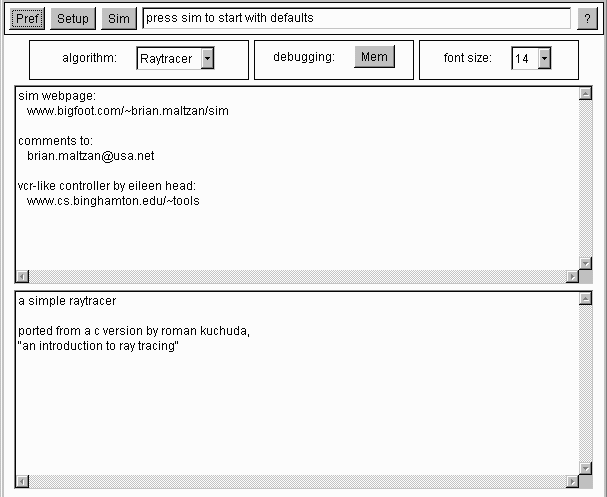 Pref Setup Sim press sim to start with defaults ?
algorithm: Raytracer debugging: Mem font size: 14
sim webpage:
www.bigfoot.com/~brian.maltzan/sim
comments to:
brian.maltzan@usa.net
vcr-like controller by eileen head:
www.cs.binghamton.edu/~tools
a simple raytracer
ported from a c version by roman kuchuda,
"an introduction to ray tracing"